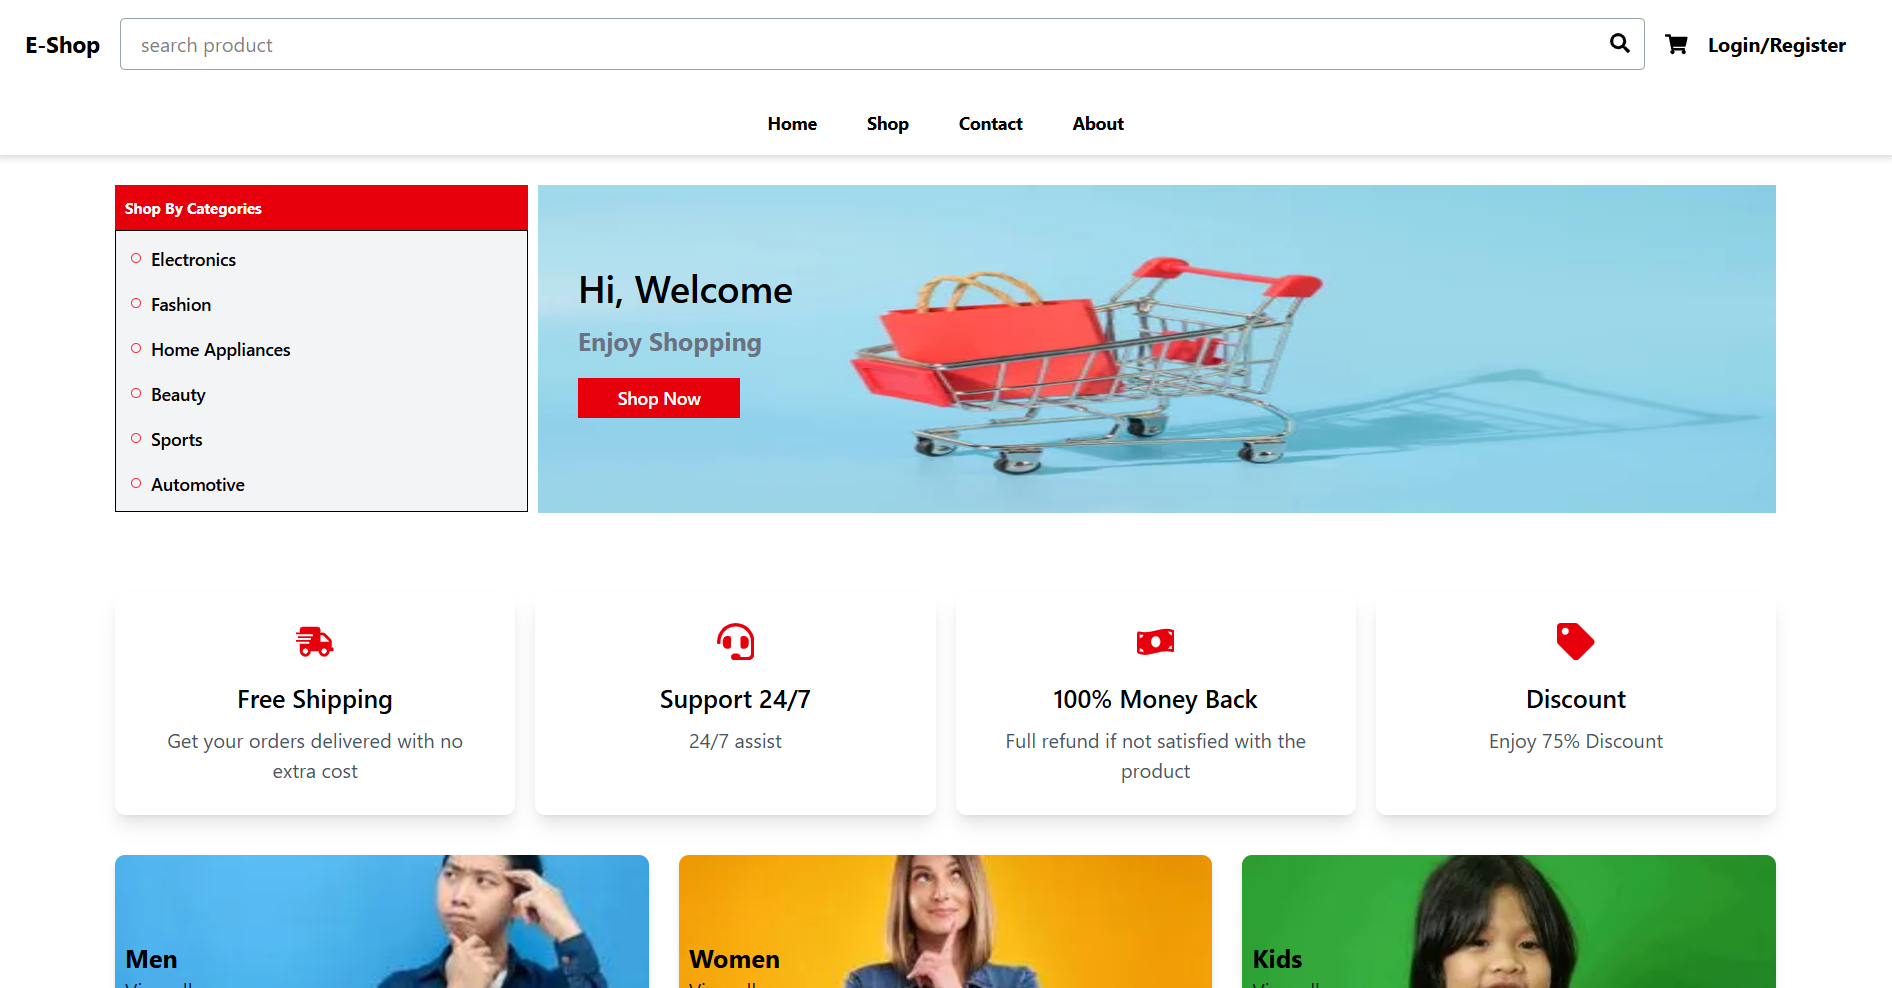 E-Shop
search product
Login/Register
Home
Shop
Contact
About
Shop By Categories
Electronics
Fashion
Home Appliances
Beauty
Sports
Automotive
Hi, Welcome
Enjoy Shopping
Shop Now
Free Shipping
Get your orders delivered with no
extra cost
Support 24/7
24/7 assist
100% Money Back
Full refund if not satisfied with the
product
Discount
Enjoy 75% Discount
Men
Women
Kids